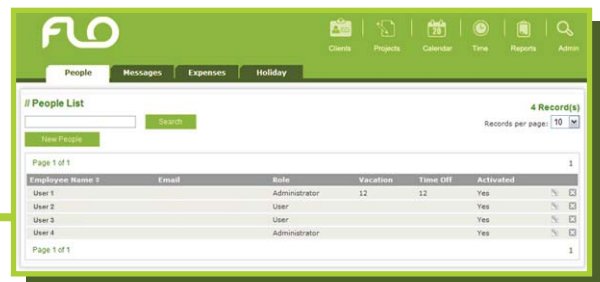 FLO
Clients Projects Calendar Time Reports Admin
People Messages Expenses Holiday
// People List
4 Record(s)
Search
Records per page: 10
New People
Page 1 of 1 1
Employee Name Email Role Vacation Time Off Activated
User 1 Administrator 12 12 Yes
User 2 User Yes
User 3 User Yes
User 4 Administrator Yes
Page 1 of 1 1